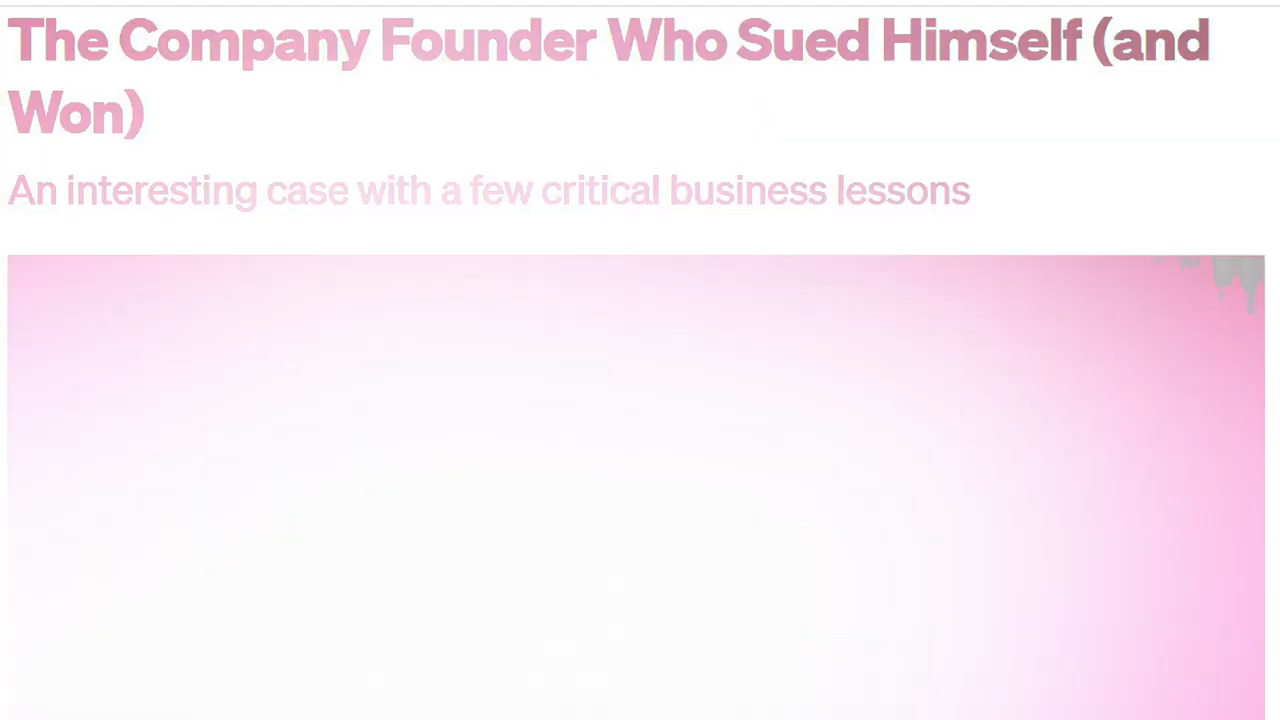 The Company Founder Who Sued Himself (and
Won)
An interesting case with a few critical business lessons